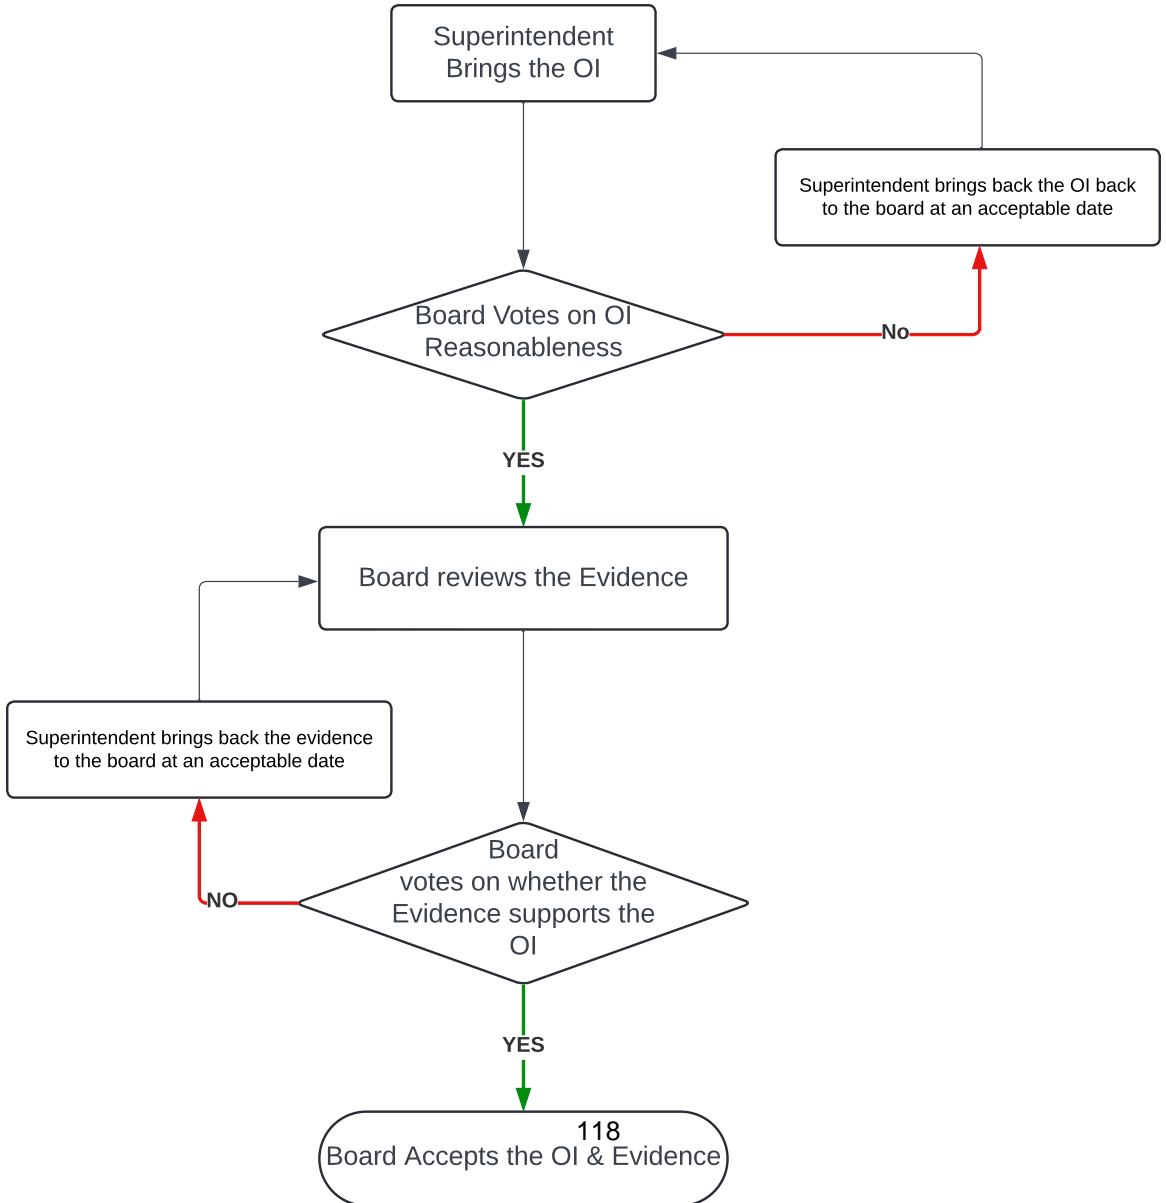 Superintendent
Brings the OI
Superintendent brings back the OI back
to the board at an acceptable date
Board Votes on OI
Reasonableness
No
YES
Board reviews the Evidence
Superintendent brings back the evidence
to the board at an acceptable date
Board
votes on whether the
Evidence supports the
OI
NO
YES
118
Board Accepts the OI & Evidence